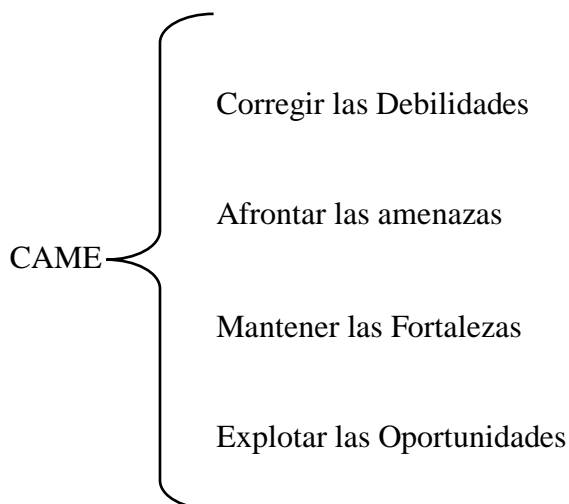 Corregir las Debilidades
Afrontar las amenazas
CAME
Mantener las Fortalezas
Explotar las Oportunidades